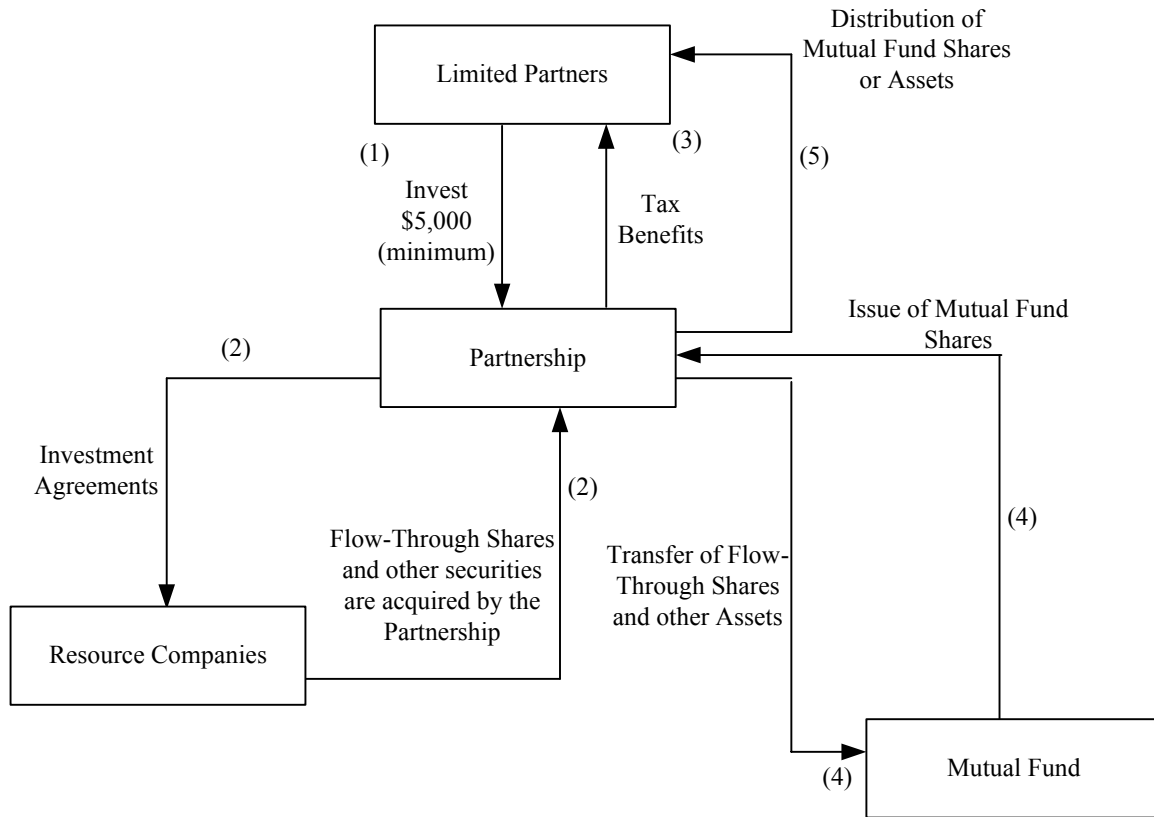 Distribution of
Mutual Fund Shares
or Assets
Limited Partners
(1)
(3)
(5)
Invest
$5,000
(minimum)
Tax
Benefits
Issue of Mutual Fund
Shares
(2)
Partnership
Investment
Agreements
(2)
(4)
Flow-Through Shares
and other securities
are acquired by the
Partnership
Transfer of Flow-
Through Shares
and other Assets
Resource Companies
(4)
Mutual Fund